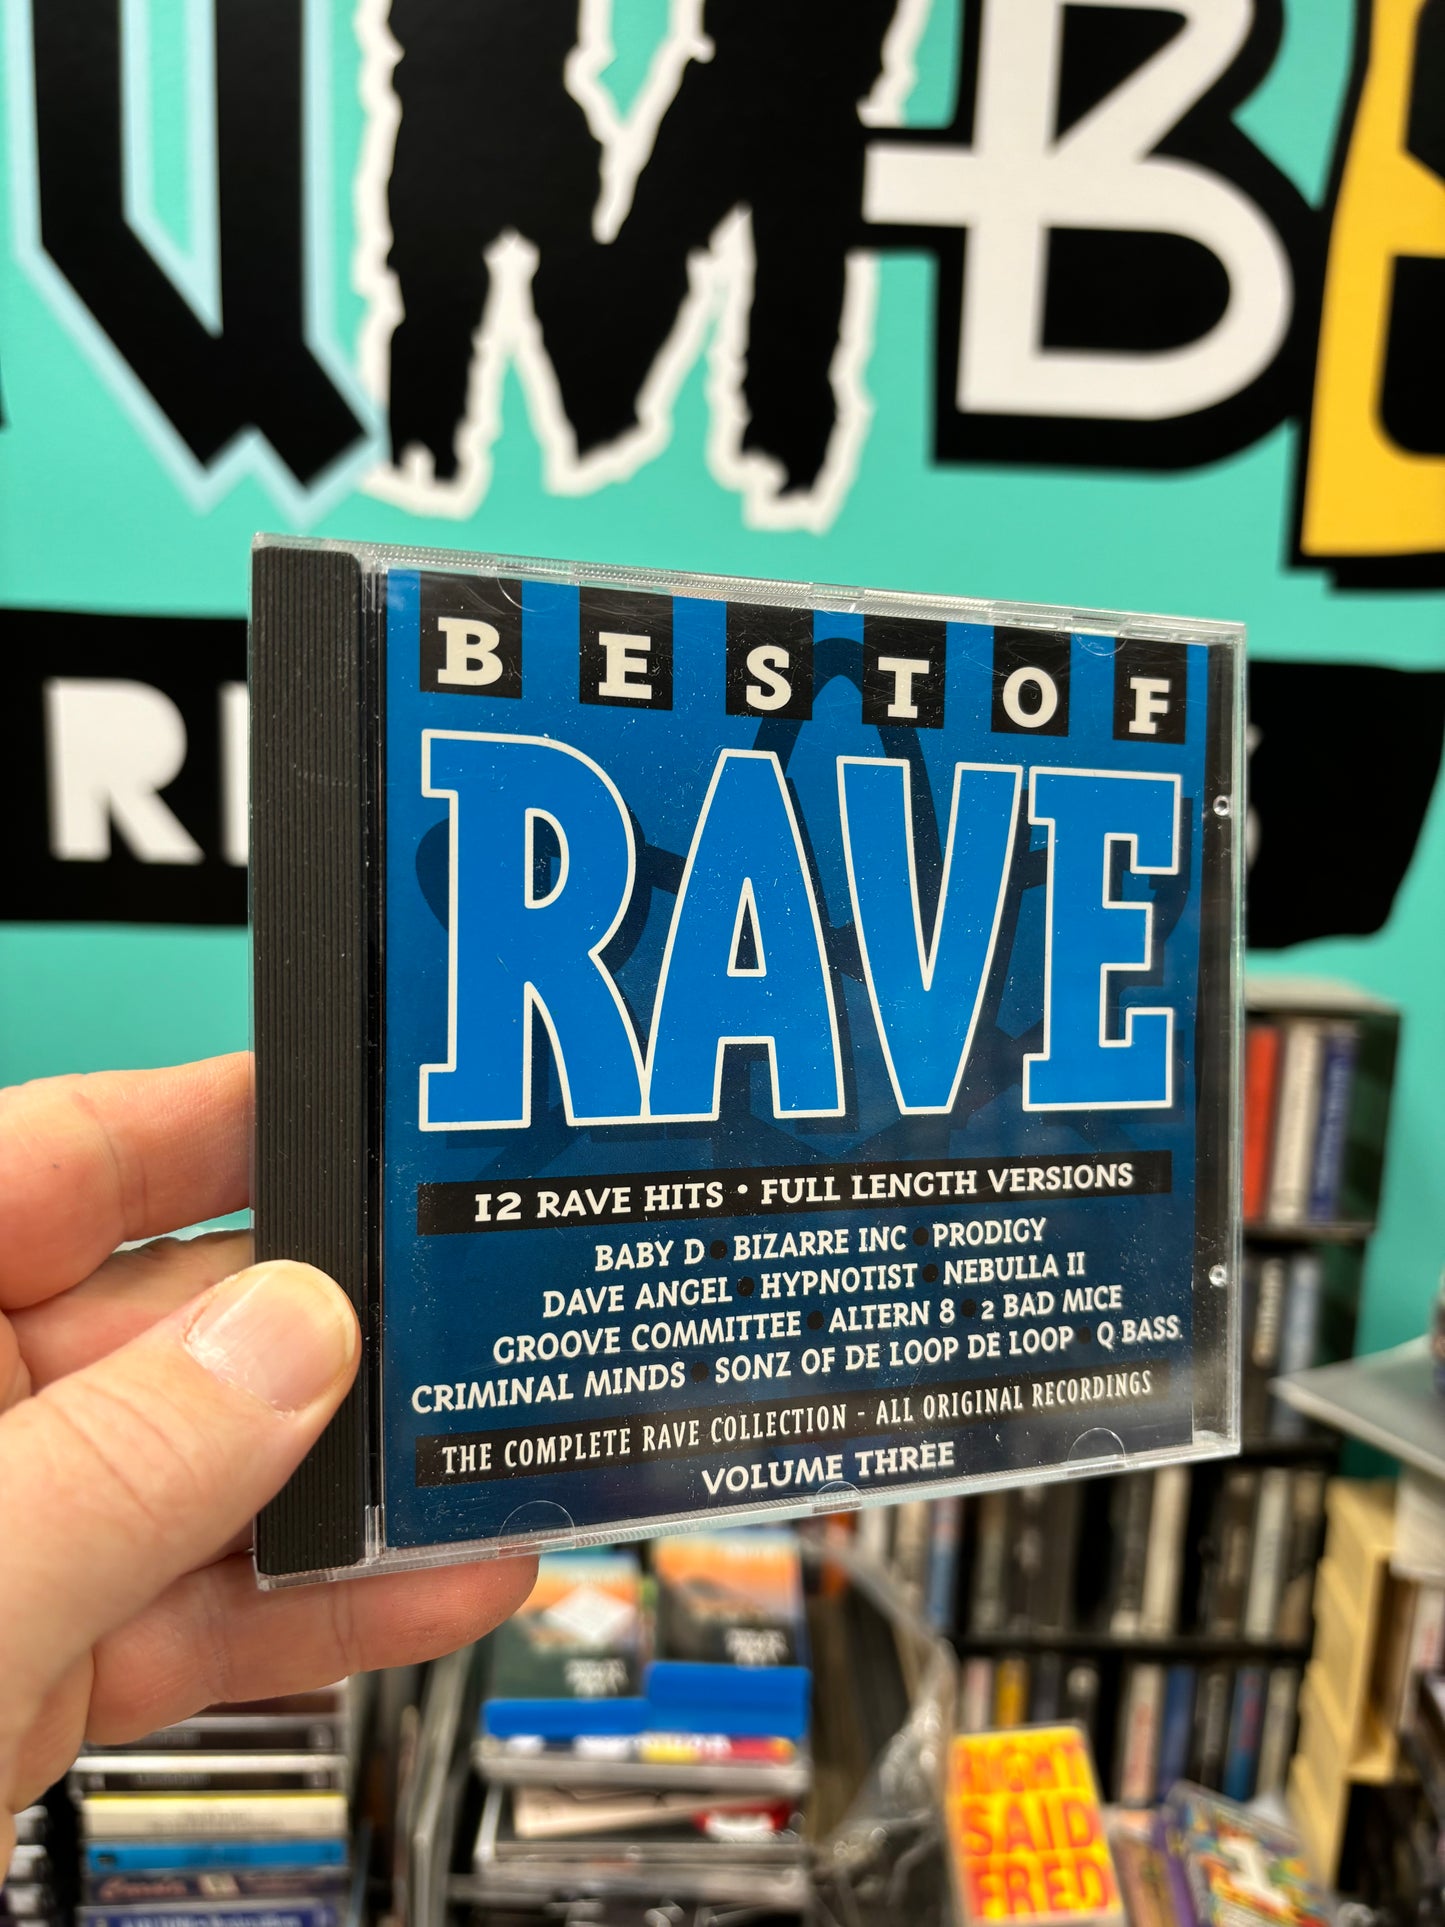 BEST OF
RAVE
12 RAVE HITS • FULL LENGTH VERSIONS
BABY D • BIZARRE INC • PRODIGY
DAVE ANGEL • HYPNOTIST • NEBULLA II
GROOVE COMMITTEE • ALTERN 8 • 2 BAD MICE
CRIMINAL MINDS • SONZ OF DE LOOP DE LOOP • Q BASS
THE COMPLETE RAVE COLLECTION - ALL ORIGINAL RECORDINGS
VOLUME THREE
RIGHT
SAID
FRED